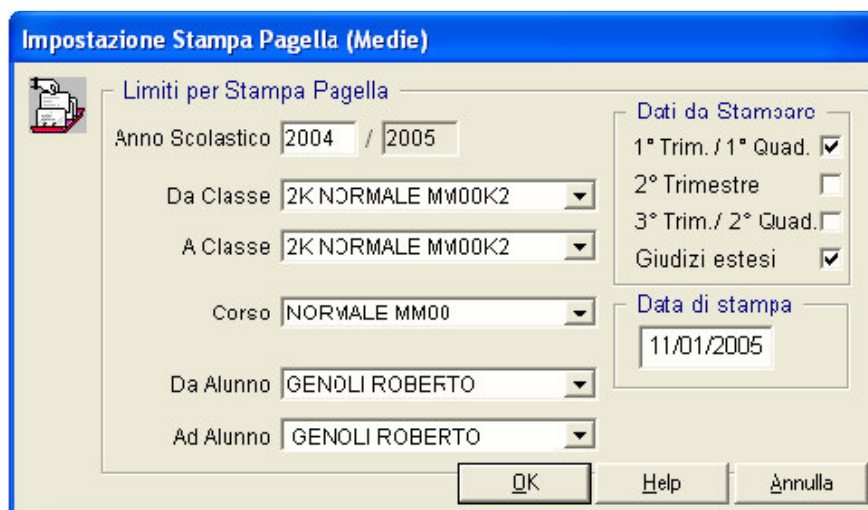 Impostazione Stampa Pagella (Medie)
Limiti per Stampa Pagella
Anno Scolastico 2004 / 2005
Da Classe 2K NORMALE MM00K2
A Classe 2K NORMALE MM00K2
Corso NORMALE MM00
Da Alunno GENOLI ROBERTO
Ad Alunno GENOLI ROBERTO
Dati da Stampare
1° Trim. / 1° Quad.
2° Trimestre
3° Trim./ 2° Quad.
Giudizi estesi
Data di stampa
11/01/2005
OK Help Annulla